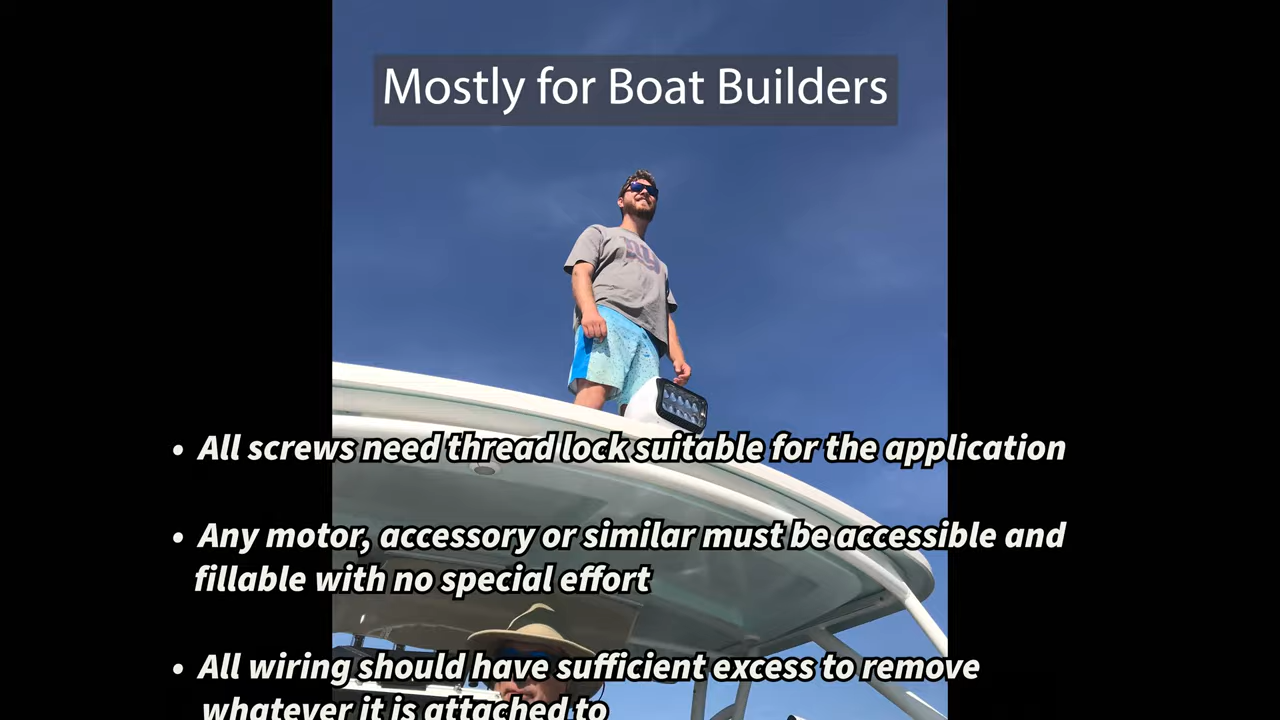 Mostly for Boat Builders
NY
• All screws need thread lock suitable for the application
• Any motor, accessory or similar must be accessible and
fillable with no special effort
• All wiring should have sufficient excess to remove
whatever it is attached to